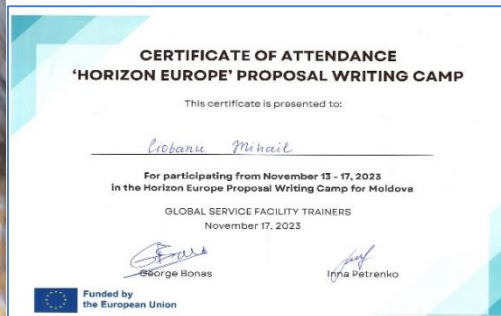 CERTIFICATE OF ATTENDANCE
‘HORIZON EUROPE’ PROPOSAL WRITING CAMP
This certificate is presented to:
Ciobanu Mihail
For participating from November 13 - 17, 2023
in the Horizon Europe Proposal Writing Camp for Moldova
GLOBAL SERVICE FACILITY TRAINERS
November 17, 2023
George Bonas
Inna Petrenko
Funded by
the European Union